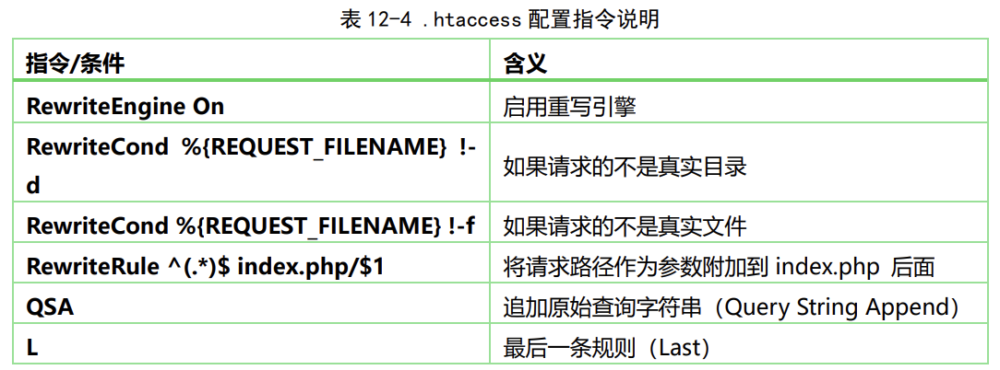 表 12-4 .htaccess 配置指令说明
指令/条件 含义
RewriteEngine On 启用重写引擎
RewriteCond %{REQUEST_FILENAME} !-
d
如果请求的不是真实目录
RewriteCond %{REQUEST_FILENAME} !-f 如果请求的不是真实文件
RewriteRule ^(.*)$ index.php/$1 将请求路径作为参数附加到 index.php 后面
QSA 追加原始查询字符串（Query String Append）
L 最后一条规则（Last）